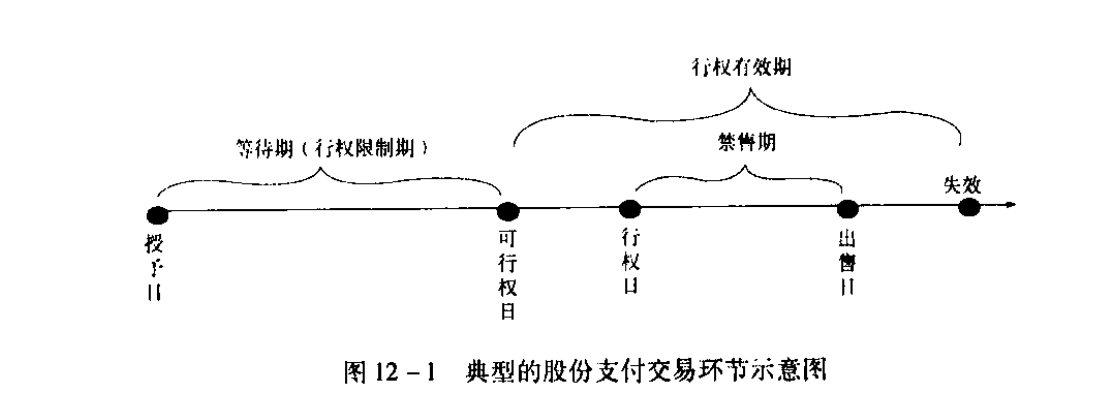 行权有效期
等待期（行权限制期）
禁售期
失效
授予日
可行权日
行权日
出售日
图 12-1 典型的股份支付交易环节示意图